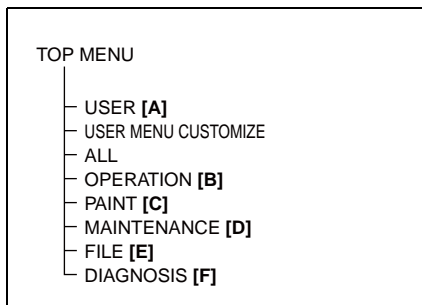 TOP MENU
USER [A]
USER MENU CUSTOMIZE
ALL
OPERATION [B]
PAINT [C]
MAINTENANCE [D]
FILE [E]
DIAGNOSIS [F]